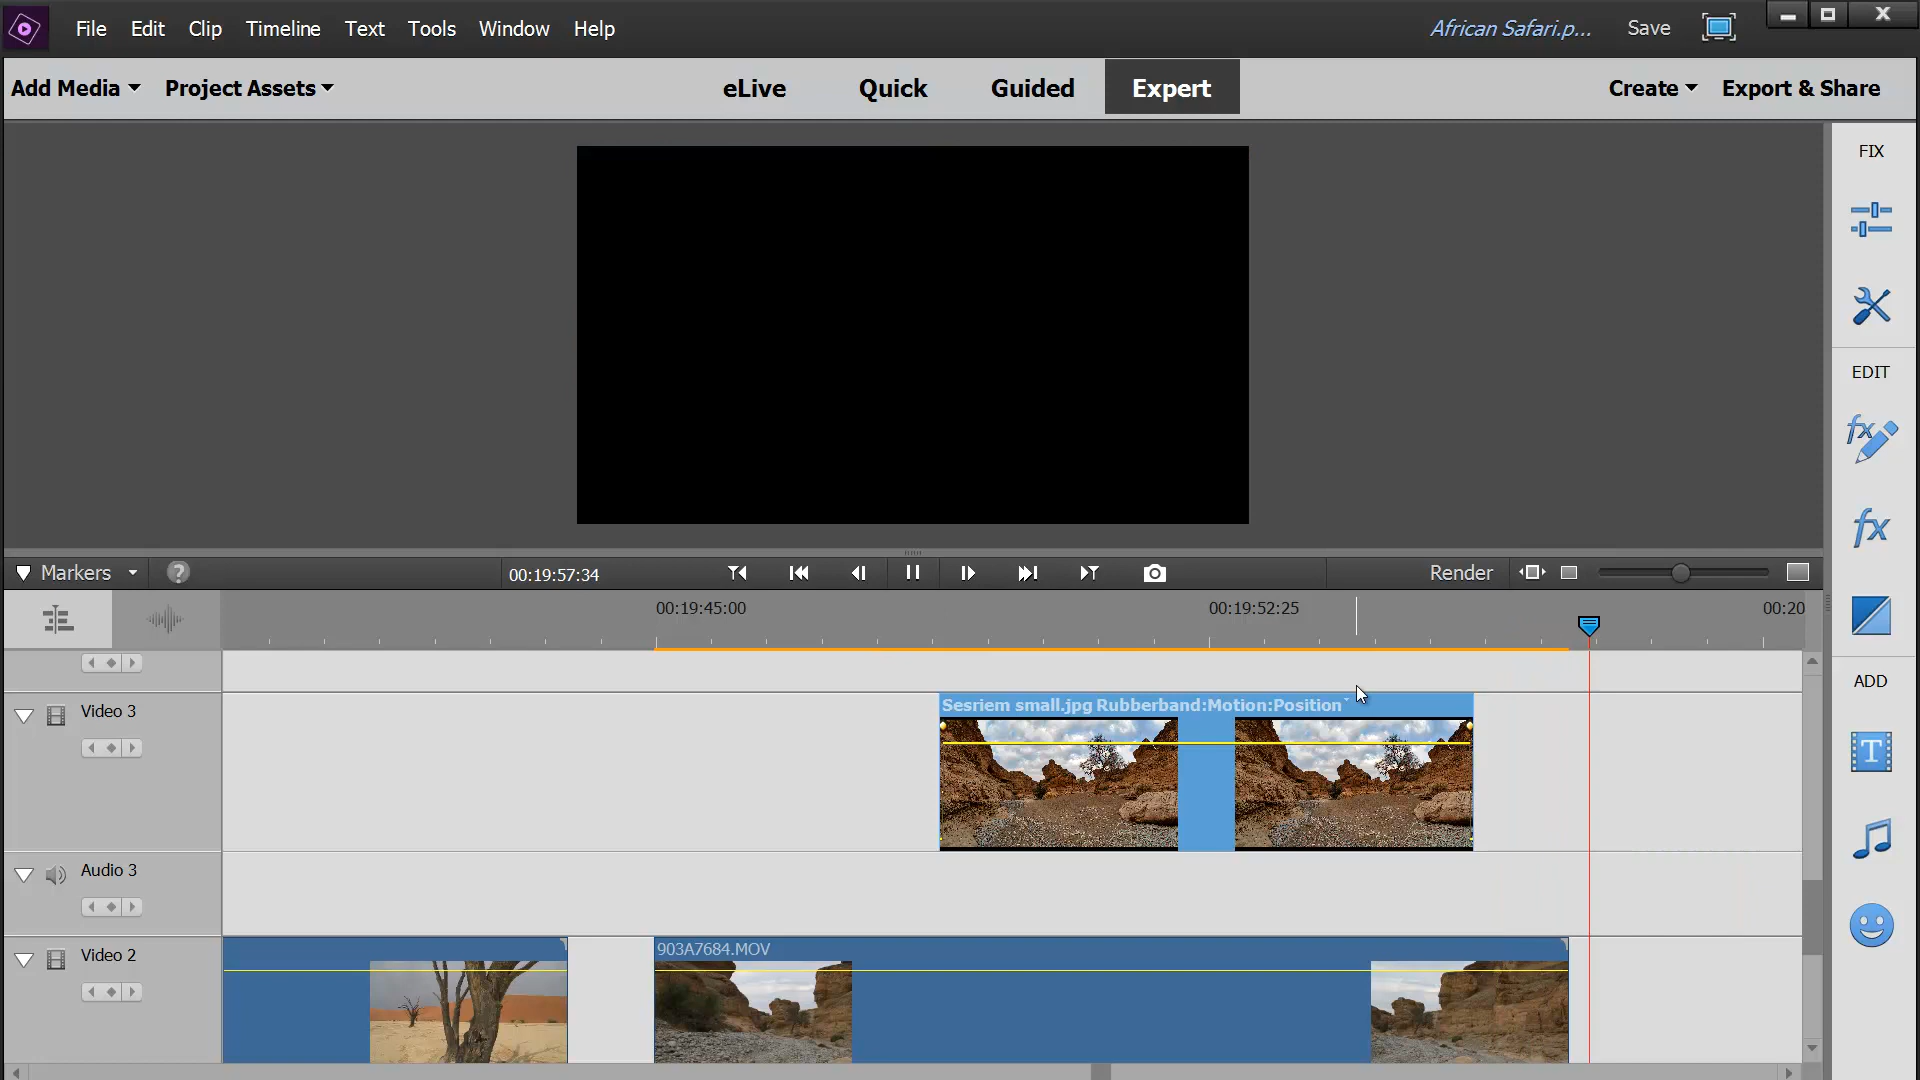 File Edit Clip Timeline Text Tools Window Help African Safari.p... Save
Add Media Project Assets eLive Quick Guided Expert Create Export & Share
FIX
EDIT
fx
fx
ADD
T
Markers ? 00:19:57:34 Render
00:19:45:00 00:19:52:25 00:20
Video 3
Sesriem small.jpg Rubberband:Motion:Position
Audio 3
Video 2
903A7684.MOV